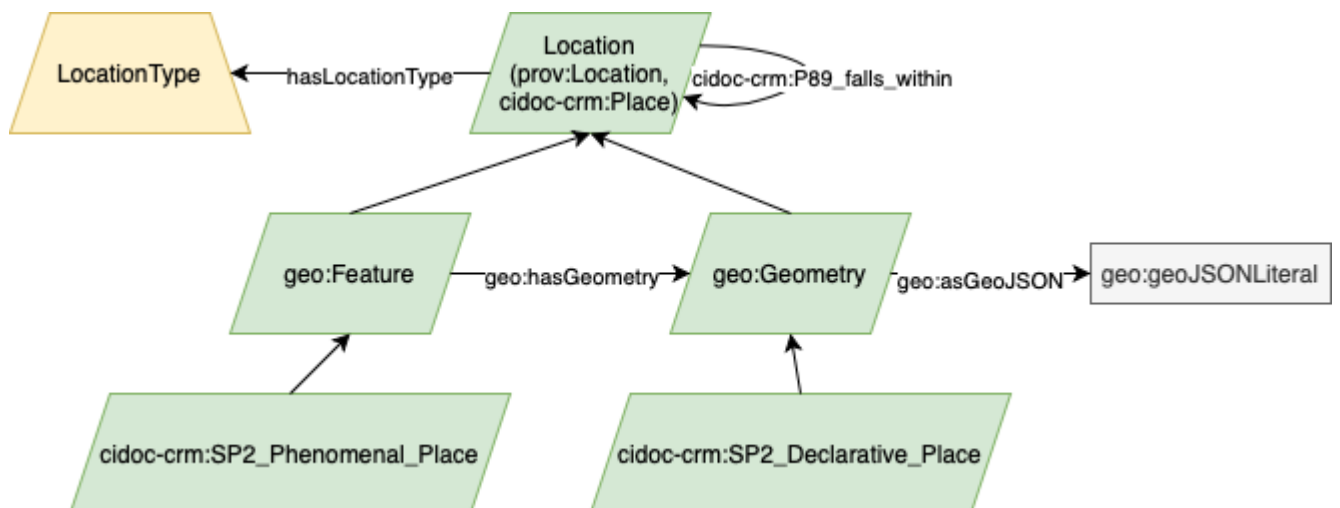 Location
(prov:Location,
cidoc-crm:Place)
LocationType
hasLocationType
cidoc-crm:P89_falls_within
geo:Feature
geo:hasGeometry
geo:Geometry
geo:asGeoJSON
geo:geoJSONLiteral
cidoc-crm:SP2_Phenomenal_Place
cidoc-crm:SP2_Declarative_Place